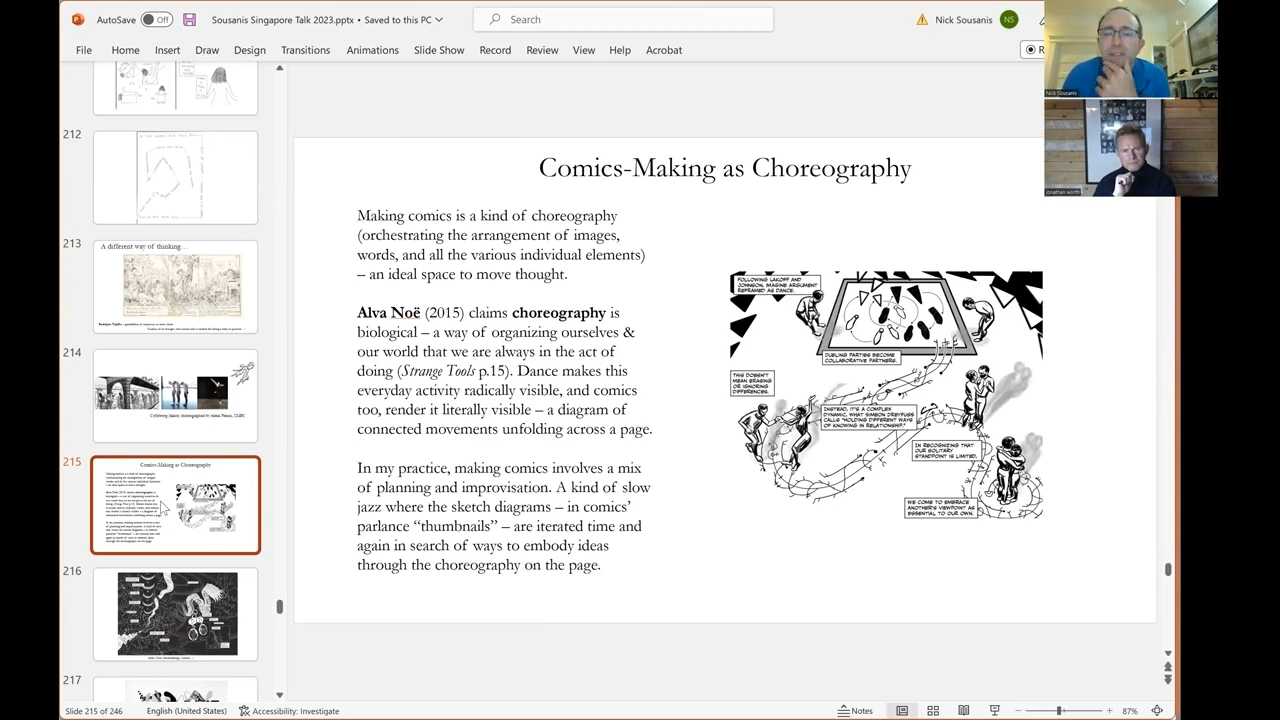 AutoSave Off Sousanis Singapore Talk 2023.pptx • Saved to this PC Search Nick Sousanis NS
File Home Insert Draw Design Transitions Animations Slide Show Record Review View Help Acrobat
212
213
A different way of thinking…
214
215
Comics-Making as Choreography
216
217
Comics-Making as Choreography
Making comics is a kind of choreography
(orchestrating the arrangement of images,
words, and all the various individual elements)
– an ideal space to move thought.
Alva Noë (2015) claims choreography is
biological – a way of organizing ourselves &
our world that we are always in the act of
doing (Strange Tools p.15). Dance makes this
everyday activity radically visible, and comics
too, render it literally visible – a diagram of
connected movements unfolding across a page.
In my practice, making comics involves a mix
of planning and improvisation, a kind of slow
jazz, where the sketch diagrams – in comics’
parlance “thumbnails” – are iterated time and
again in search of ways to embody ideas
through the choreography on the page.
FOLLOWING LAKOFF AND
JOHNSON, IMAGINE ARGUMENT
REFRAMED AS DANCE.
DUELING PARTIES BECOME
COLLABORATIVE PARTNERS.
THIS DOESN'T
MEAN ERASING
OR IGNORING
DIFFERENCES.
INSTEAD, IT'S A COMPLEX
DYNAMIC, WHAT SIMEON DREYFUSS
CALLS "HOLDING DIFFERENT WAYS
OF KNOWING IN RELATIONSHIP."
IN RECOGNIZING THAT
OUR SOLITARY
STANDPOINT IS LIMITED,
WE COME TO EMBRACE
ANOTHER'S VIEWPOINT AS
ESSENTIAL TO OUR OWN.
Nick Sousanis
jonathan worth
Slide 215 of 246 English (United States) Accessibility: Investigate Notes 87%